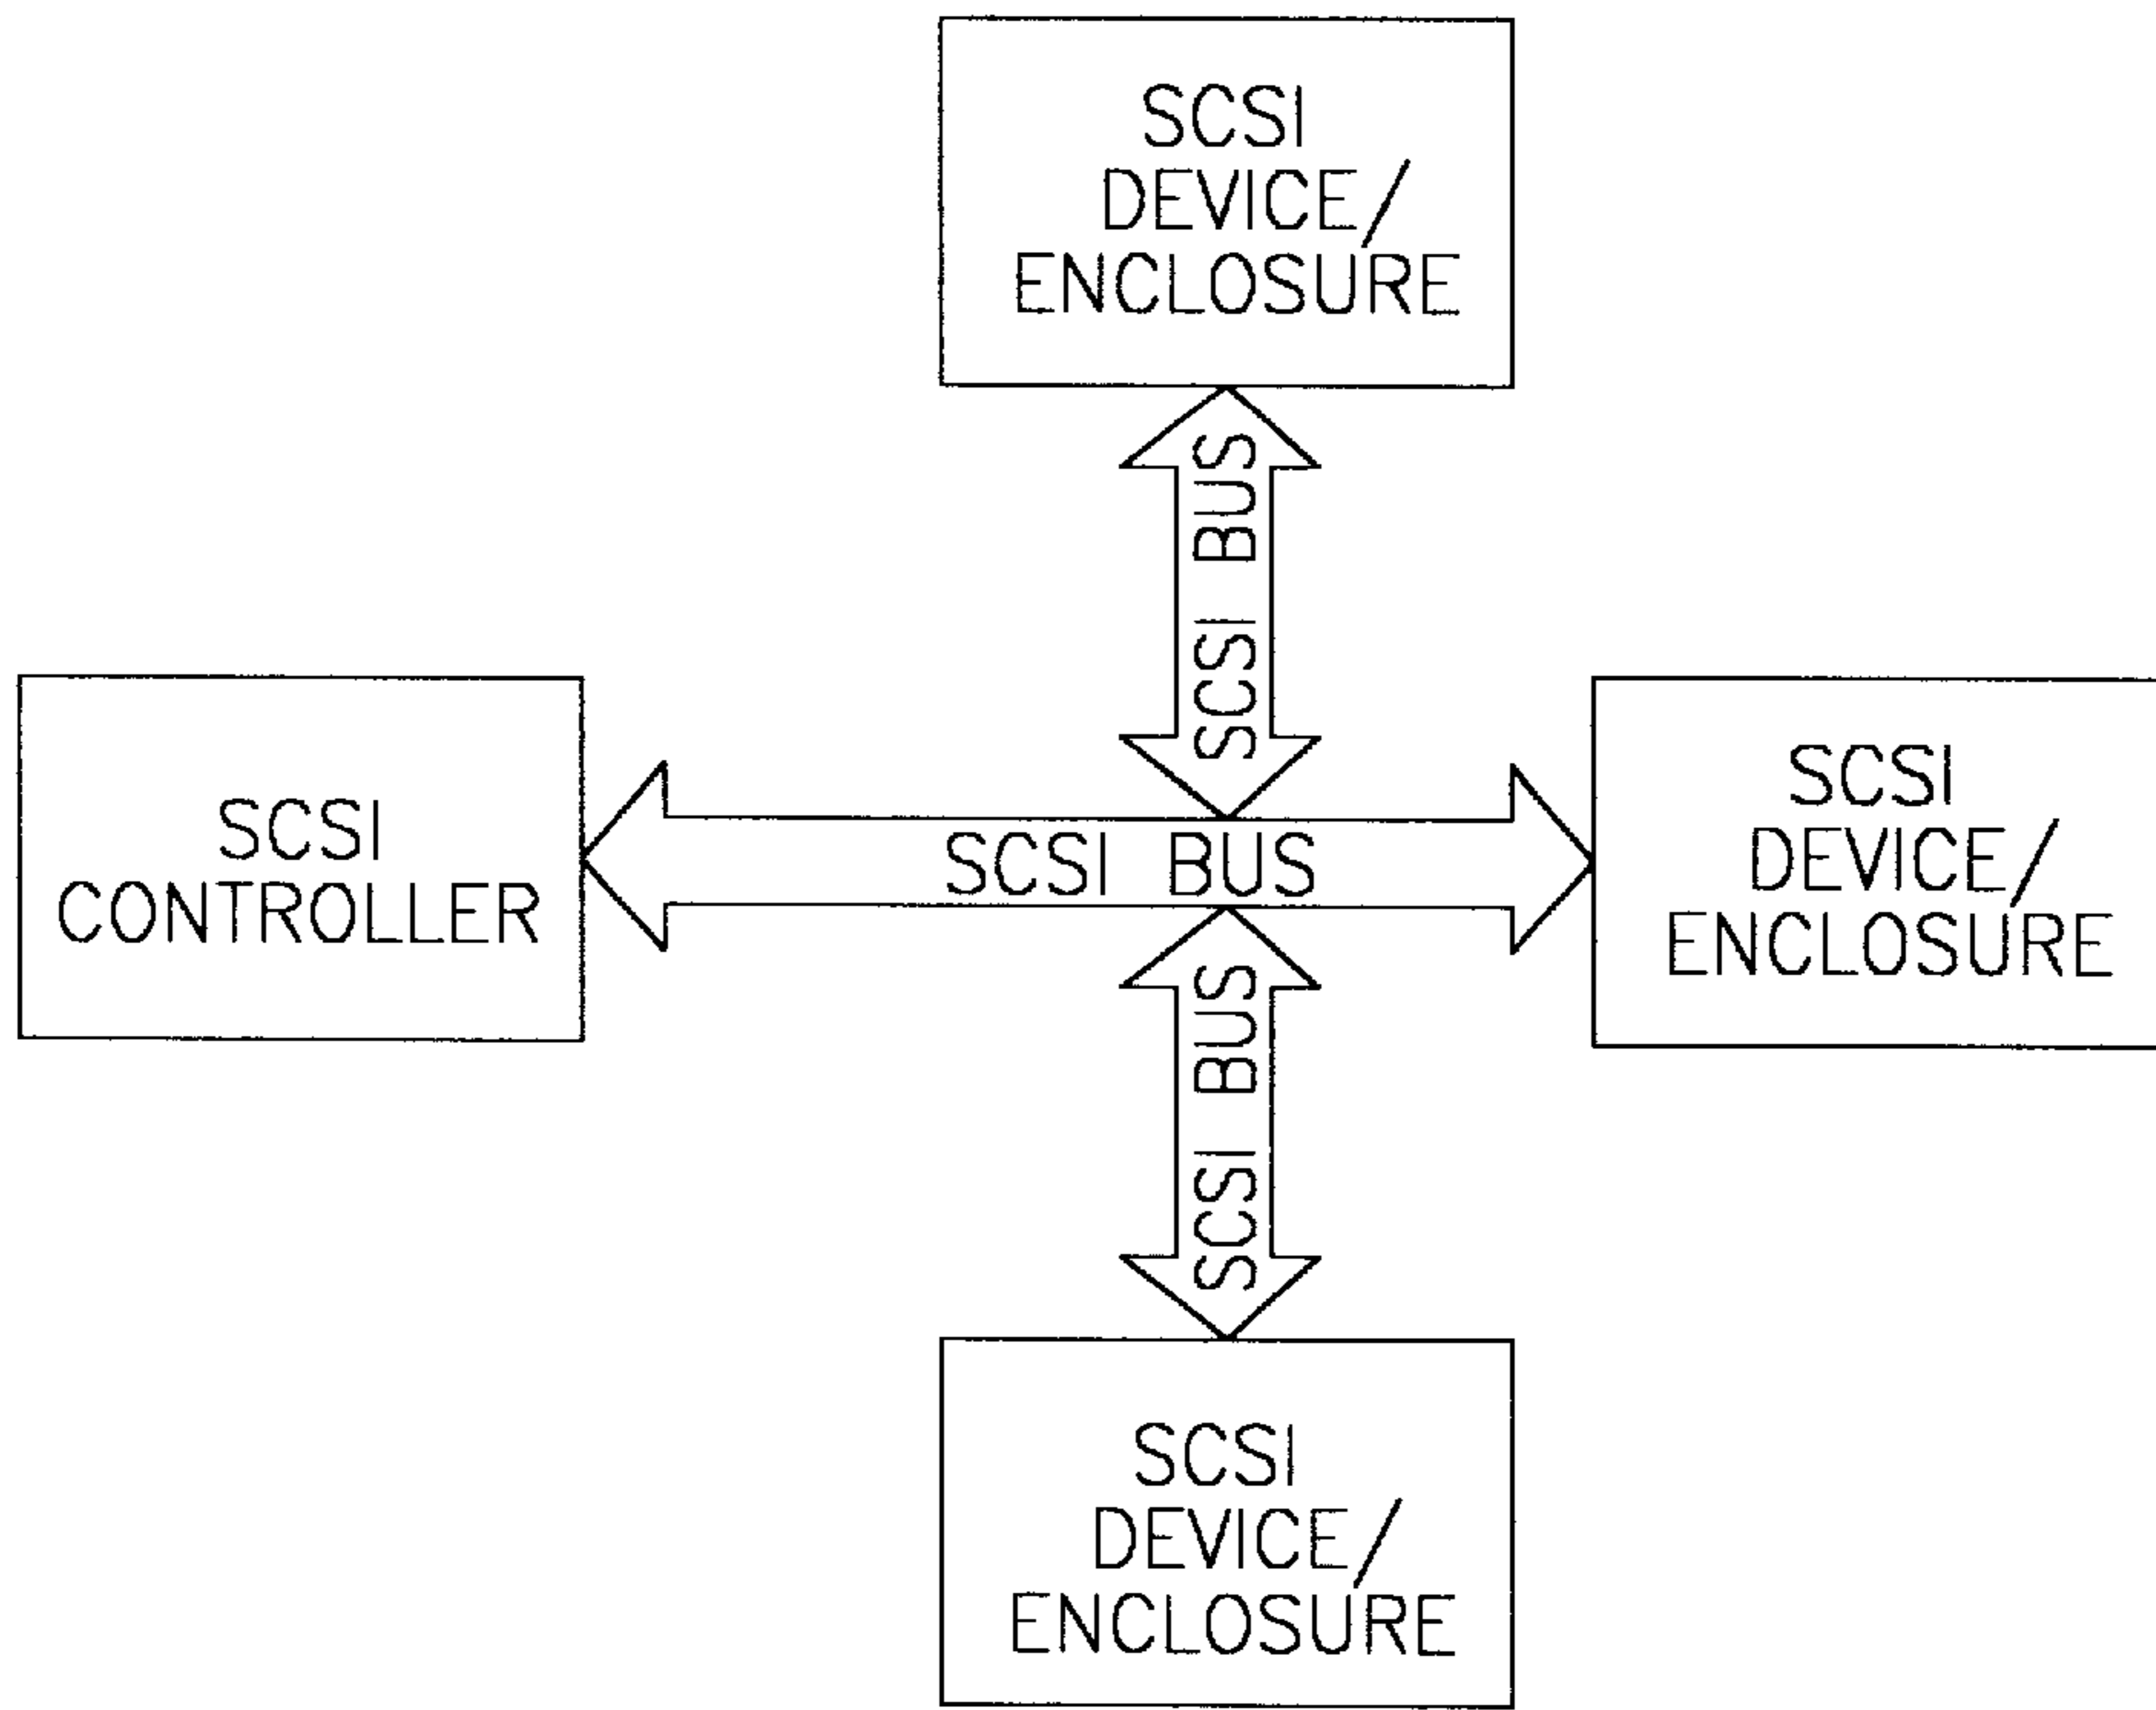 SCSI
DEVICE/
ENCLOSURE
SCSI BUS
SCSI
CONTROLLER
SCSI BUS
SCSI
DEVICE/
ENCLOSURE
SCSI BUS
SCSI
DEVICE/
ENCLOSURE